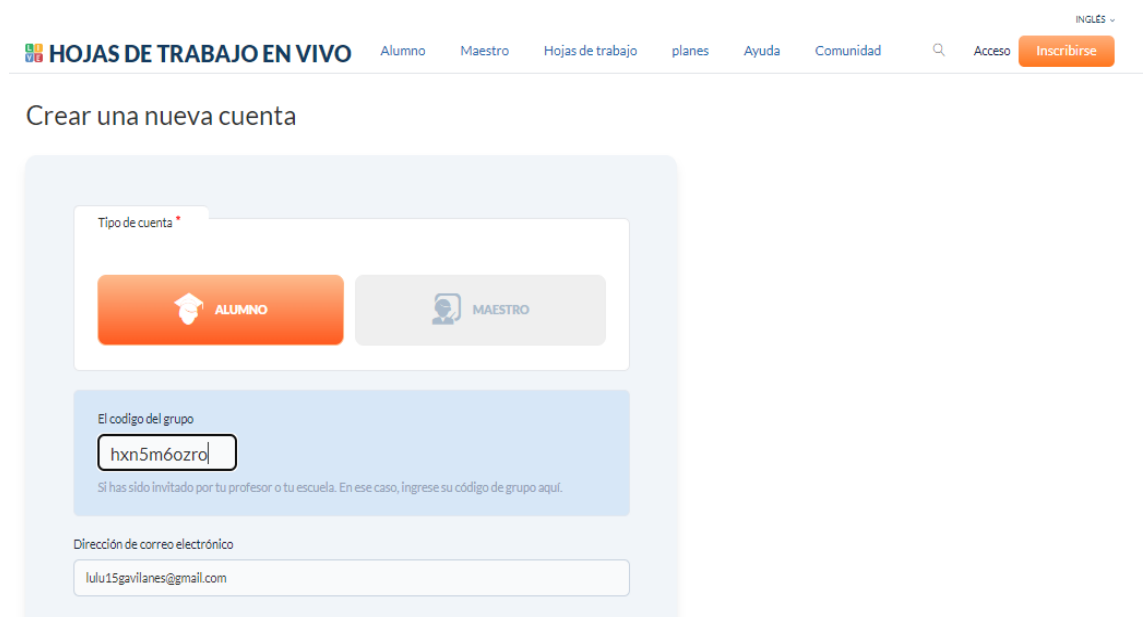 INGLÉS
LIVE HOJAS DE TRABAJO EN VIVO Alumno Maestro Hojas de trabajo planes Ayuda Comunidad Acceso Inscribirse
Crear una nueva cuenta
Tipo de cuenta *
ALUMNO MAESTRO
El codigo del grupo
hxn5m6ozro
Si has sido invitado por tu profesor o tu escuela. En ese caso, ingrese su código de grupo aquí.
Dirección de correo electrónico
lulu15gavilanes@gmail.com